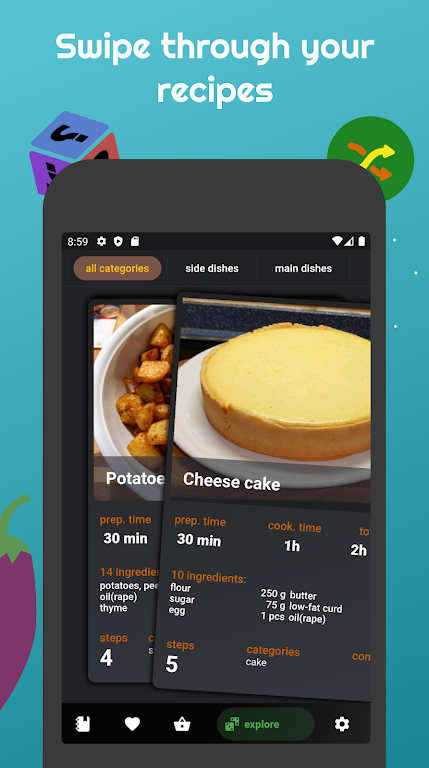 Swipe through your
recipes
8:59
all categories
side dishes
main dishes
Potatoe
Cheese cake
prep. time
30 min
prep. time
30 min
cook. time
1h
to
2h
14 ingredie
potatoes, pee
oil(rape)
thyme
10 ingredients:
flour
sugar
egg
250 g butter
75 g low-fat curd
1 pcs oil(rape)
steps
4
c
s
steps
5
categories
cake
com
explore